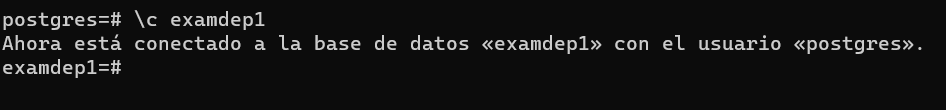 postgres=# \c examdep1
Ahora está conectado a la base de datos «examdep1» con el usuario «postgres».
examdep1=#